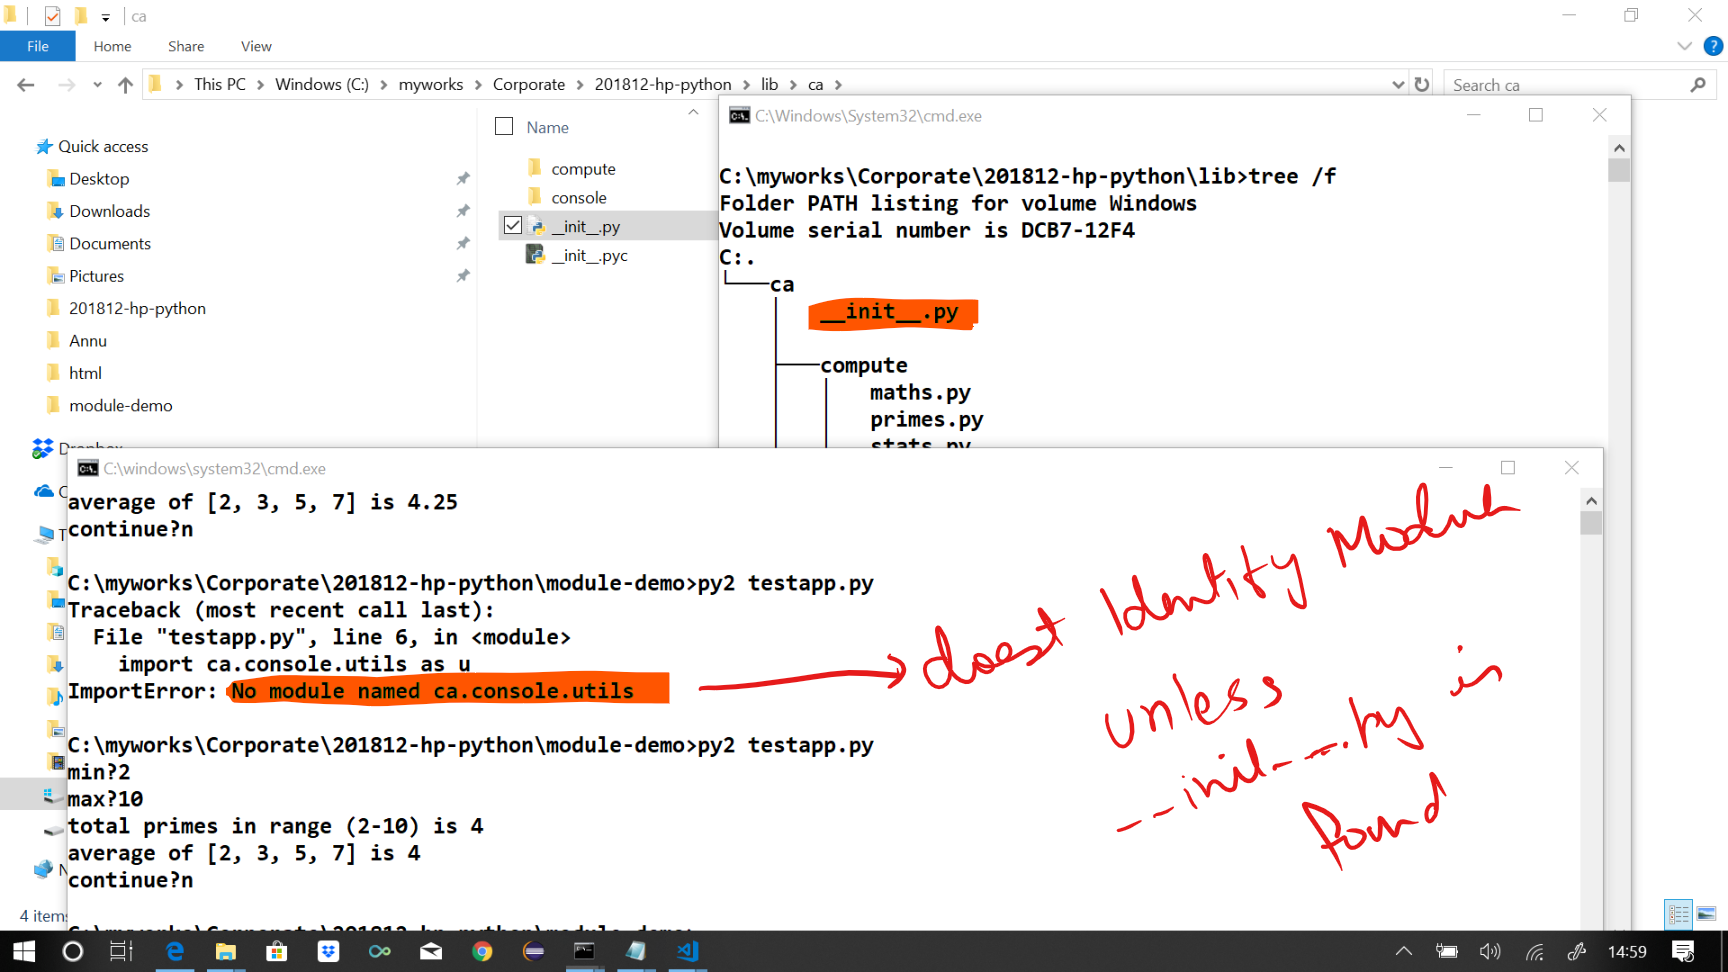 ca
File Home Share View
This PC > Windows (C:) > myworks > Corporate > 201812-hp-python > lib > ca >
Search ca
Quick access
Desktop
Downloads
Documents
Pictures
201812-hp-python
Annu
html
module-demo
Name
compute
console
__init__.py
__init__.pyc
4 items
C:\Windows\System32\cmd.exe
C:\myworks\Corporate\201812-hp-python\lib>tree /f
Folder PATH listing for volume Windows
Volume serial number is DCB7-12F4
C:.
└───ca
__init__.py
├───compute
maths.py
primes.py
stats.py
C:\windows\system32\cmd.exe
average of [2, 3, 5, 7] is 4.25
continue?n
C:\myworks\Corporate\201812-hp-python\module-demo>py2 testapp.py
Traceback (most recent call last):
File "testapp.py", line 6, in <module>
import ca.console.utils as u
ImportError: No module named ca.console.utils
C:\myworks\Corporate\201812-hp-python\module-demo>py2 testapp.py
min?2
max?10
total primes in range (2-10) is 4
average of [2, 3, 5, 7] is 4
continue?n
doest Identity Module
unless
__init__.py is
found
14:59